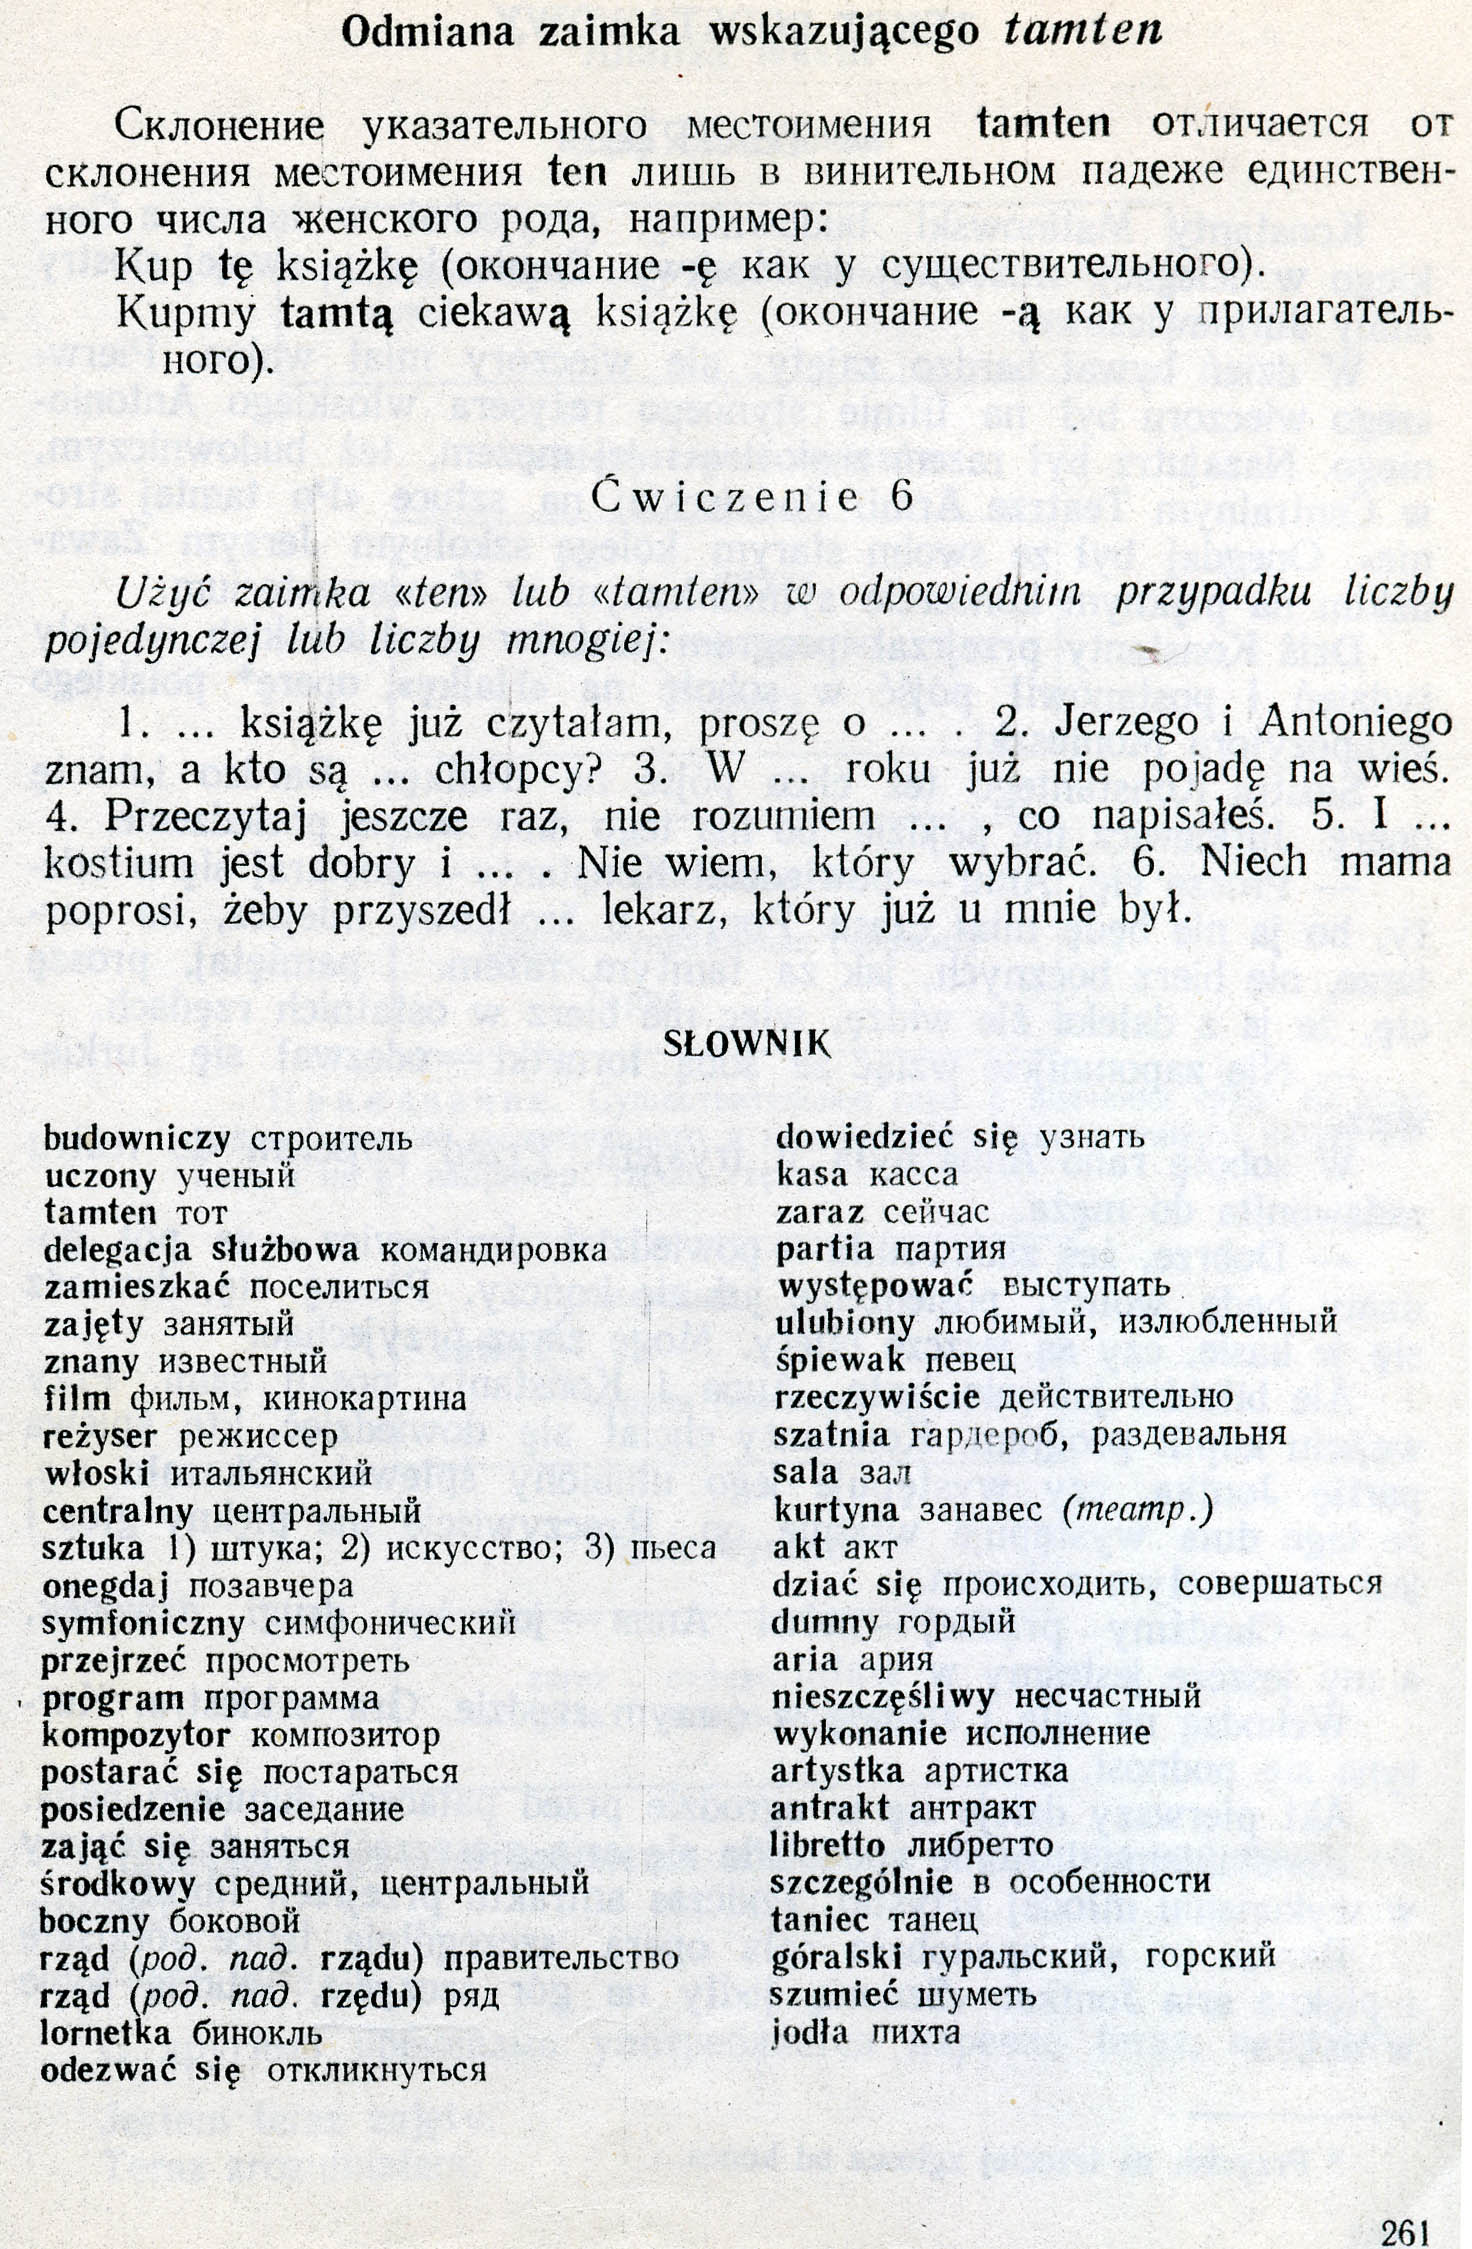 Odmiana zaimka wskazującego tamten
Склонение указательного местоимения tamten отличается от
склонения местоимения ten лишь в винительном падеже единствен-
ного числа женского рода, например:
Kup tę książkę (окончание -ę как у существительного).
Kupmy tamtą ciekawą książkę (окончание -ą как у прилагатель-
ного).
Ćwiczenie 6
Użyć zaimka «ten» lub «tamten» w odpowiednim przypadku liczby
pojedynczej lub liczby mnogiej:
1. ... książkę już czytałam, proszę o ... . 2. Jerzego i Antoniego
znam, a kto są ... chłopcy? 3. W ... roku już nie pojadę na wieś.
4. Przeczytaj jeszcze raz, nie rozumiem ... , co napisałeś. 5. I ...
kostium jest dobry i ... . Nie wiem, który wybrać. 6. Niech mama
poprosi, żeby przyszedł ... lekarz, który już u mnie był.
SŁOWNIK
budowniczy строитель
uczony ученый
tamten тот
delegacja służbowa командировка
zamieszkać поселиться
zajęty занятый
znany известный
film фильм, кинокартина
reżyser режиссер
włoski итальянский
centralny центральный
sztuka 1) штука; 2) искусство; 3) пьеса
onegdaj позавчера
symfoniczny симфонический
przejrzeć просмотреть
program программа
kompozytor композитор
postarać się постараться
posiedzenie заседание
zająć się заняться
środkowy средний, центральный
boczny боковой
rząd (род. пад. rządu) правительство
rząd (род. пад. rzędu) ряд
lornetka бинокль
odezwać się откликнуться
dowiedzieć się узнать
kasa касса
zaraz сейчас
partia партия
występować выступать
ulubiony любимый, излюбленный
śpiewak певец
rzeczywiście действительно
szatnia гардероб, раздевальня
sala зал
kurtyna занавес (театр.)
akt акт
dziać się происходить, совершаться
dumny гордый
aria ария
nieszczęśliwy несчастный
wykonanie исполнение
artystka артистка
antrakt антракт
libretto либретто
szczególnie в особенности
taniec танец
góralski гуральский, горский
szumieć шуметь
jodła пихта
261